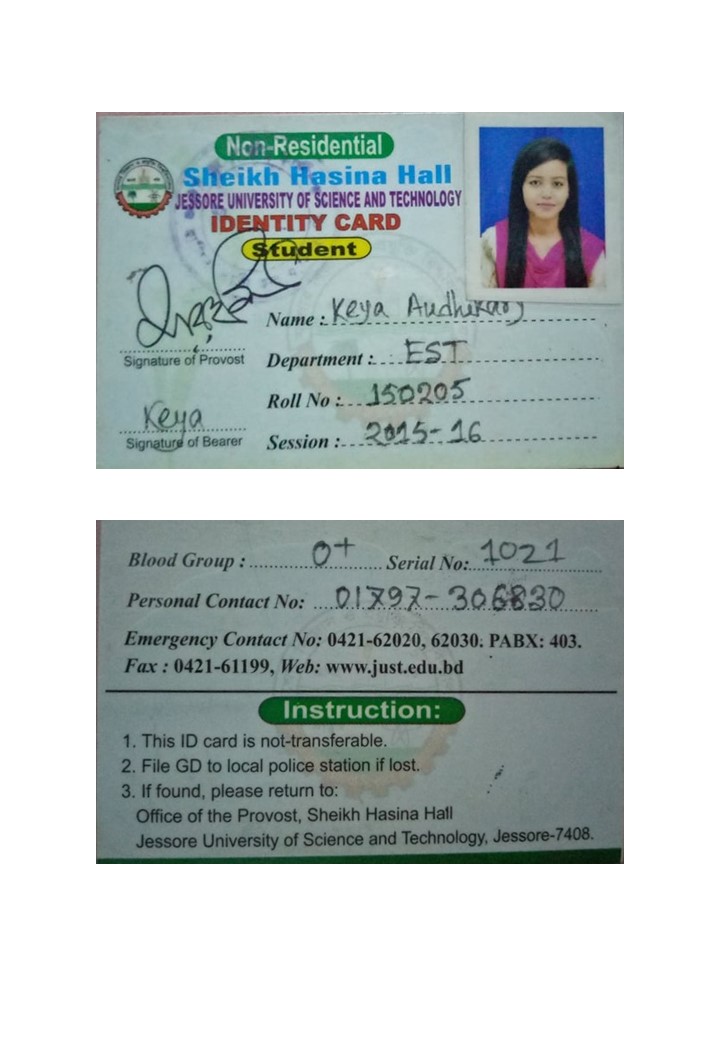 Non-Residential
Sheikh Hasina Hall
JESSORE UNIVERSITY OF SCIENCE AND TECHNOLOGY
IDENTITY CARD
Student
Name : Keya Audhikary
Signature of Provost
Department : EST
Roll No : 150205
Keya
Signature of Bearer
Session : 2015-16
Blood Group : O+ Serial No: 1021
Personal Contact No: 01797-306830
Emergency Contact No: 0421-62020, 62030. PABX: 403.
Fax : 0421-61199, Web: www.just.edu.bd
Instruction:
1. This ID card is not-transferable.
2. File GD to local police station if lost.
3. If found, please return to:
Office of the Provost, Sheikh Hasina Hall
Jessore University of Science and Technology, Jessore-7408.